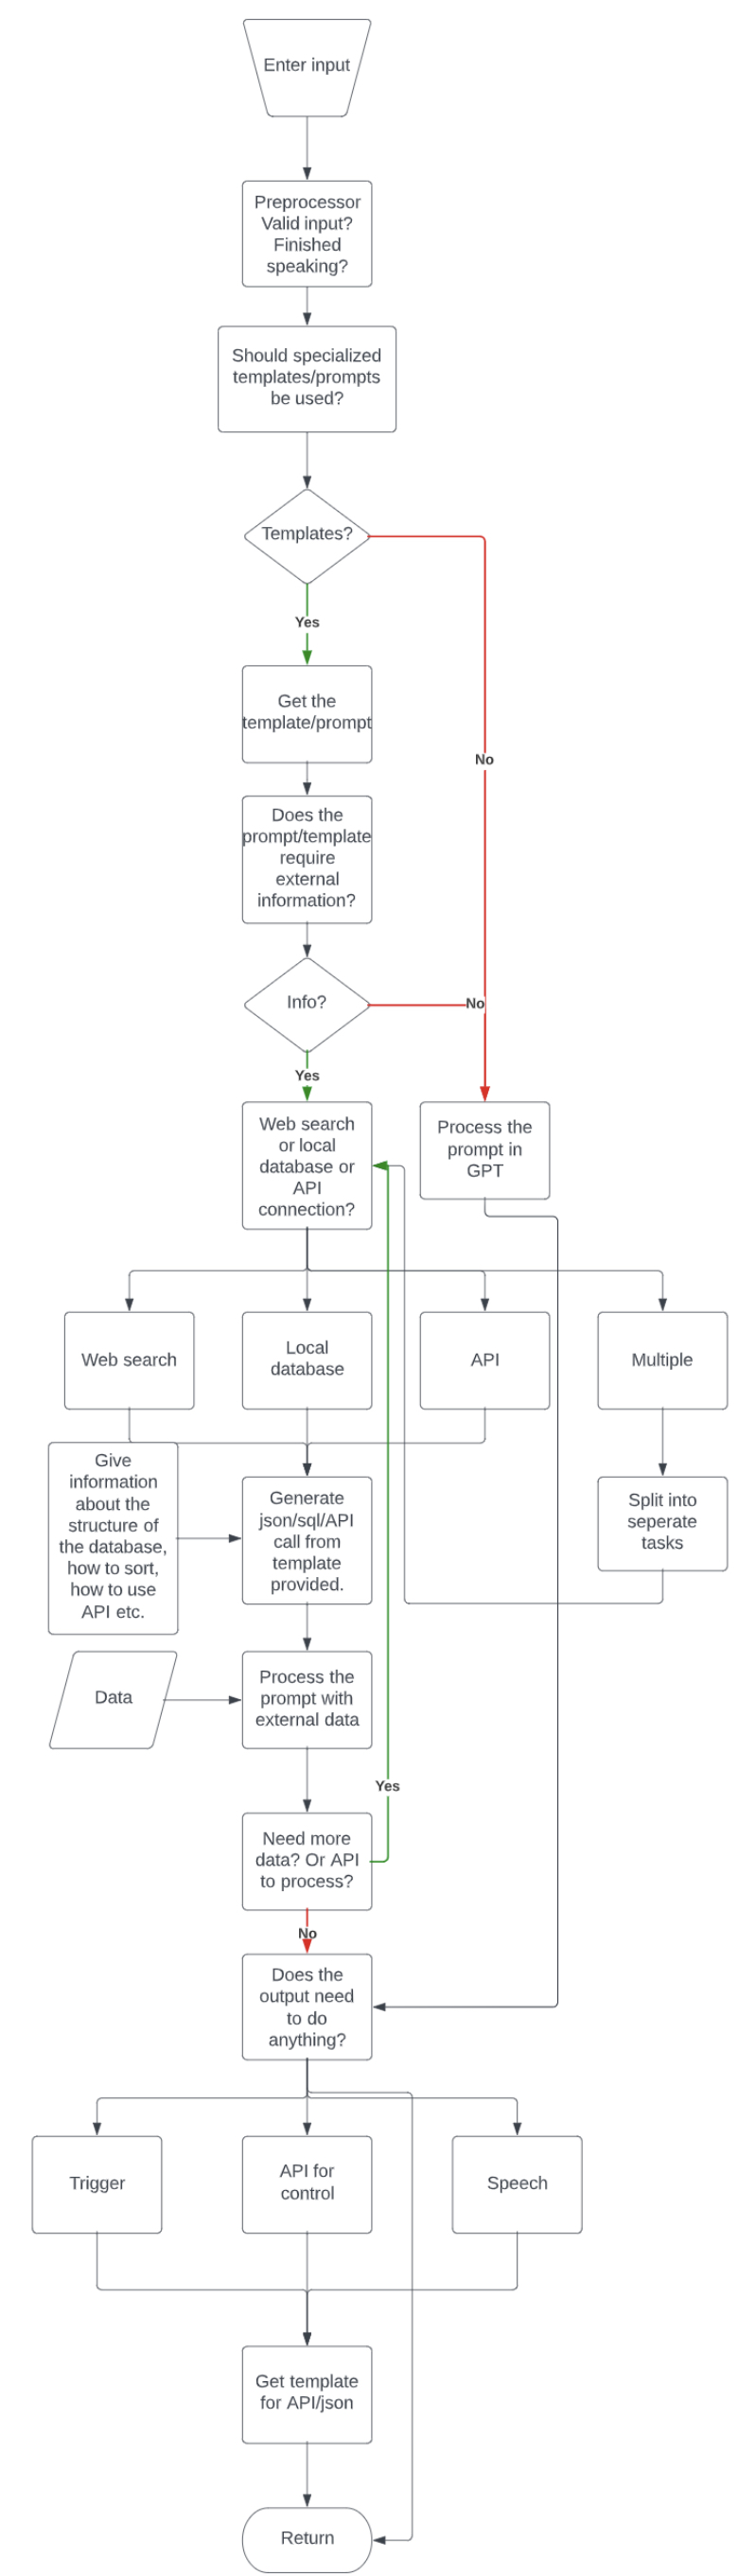 Enter input
Preprocessor
Valid input?
Finished
speaking?
Should specialized
templates/prompts
be used?
Templates?
Yes
Get the
template/prompt
No
Does the
prompt/template
require
external
information?
Info?
No
Yes
Web search
or local
database or
API
connection?
Process the
prompt in
GPT
Web search
Local
database
API
Multiple
Give
information
about the
structure of
the database,
how to sort,
how to use
API etc.
Generate
json/sql/API
call from
template
provided.
Split into
seperate
tasks
Data
Process the
prompt with
external data
Yes
Need more
data? Or API
to process?
No
Does the
output need
to do
anything?
Trigger
API for
control
Speech
Get template
for API/json
Return